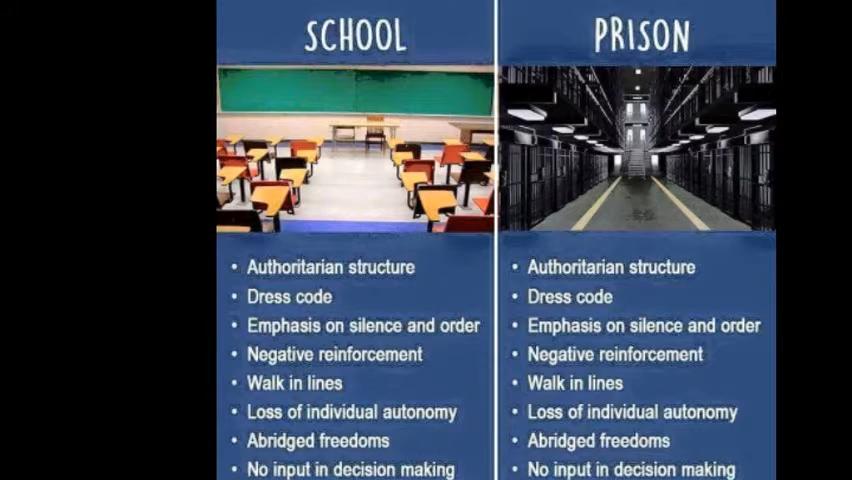 SCHOOL
• Authoritarian structure
• Dress code
• Emphasis on silence and order
• Negative reinforcement
• Walk in lines
• Loss of individual autonomy
• Abridged freedoms
• No input in decision making
PRISON
• Authoritarian structure
• Dress code
• Emphasis on silence and order
• Negative reinforcement
• Walk in lines
• Loss of individual autonomy
• Abridged freedoms
• No input in decision making